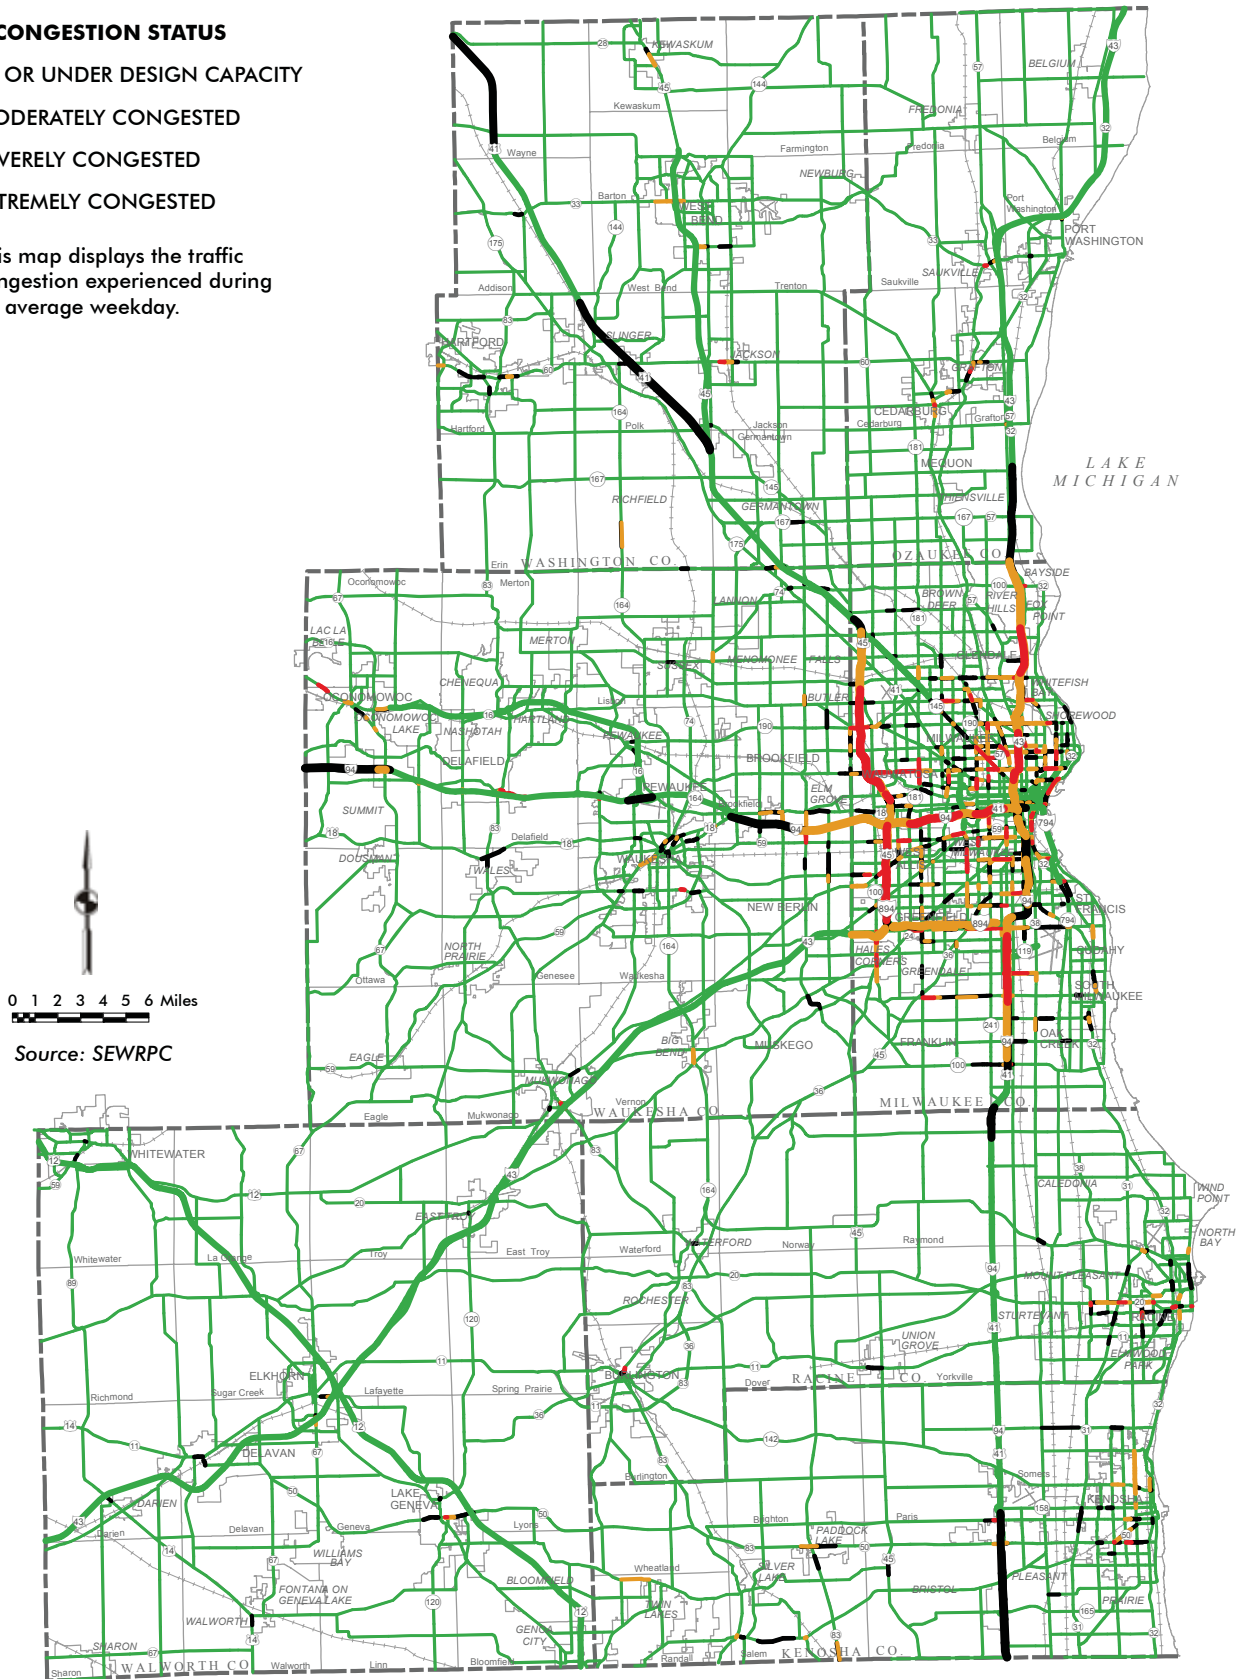 CONGESTION STATUS
OR UNDER DESIGN CAPACITY
ODERATELY CONGESTED
VERELY CONGESTED
TREMELY CONGESTED
is map displays the traffic
ngestion experienced during
average weekday.
0 1 2 3 4 5 6 Miles
Source: SEWRPC
LAKE
MICHIGAN
KEWASKUM
Kewaskum
BELGIUM
FREDONIA
Wayne
Farmington
Fredonia
Belgium
NEWBURG
Barton
WEST
BEND
Port
Washington
PORT
WASHINGTON
SAUKVILLE
Addison
West Bend
Trenton
Saukville
HARTFORD
SLINGER
JACKSON
GRAFTON
CEDARBURG
Grafton
Cedarburg
Hartford
Polk
Jackson
Germantown
MEQUON
THIENSVILLE
RICHFIELD
GERMANTOWN
Erin
WASHINGTON CO.
OZAUKEE CO.
Oconomowoc
Merton
LANNON
BAYSIDE
BROWN
DEER
RIVER
HILLS
FOX
POINT
LAC LA
BELLE
MERTON
SUSSEX
MENOMONEE FALLS
GLENDALE
CHENEQUA
OCONOMOWOC
Lisbon
BUTLER
WHITEFISH
BAY
OCONOMOWOC
LAKE
NASHOTAH
HARTLAND
PEWAUKEE
SHOREWOOD
MILWAUKEE
DELAFIELD
BROOKFIELD
WAUWATOSA
SUMMIT
PEWAUKEE
Brookfield
ELM
GROVE
DOUSMAN
Delafield
WALES
WAUKESHA
WEST
ALLIS
WEST
MILWAUKEE
NEW BERLIN
ST.
FRANCIS
GREENFIELD
NORTH
PRAIRIE
Ottawa
Genesee
Waukesha
HALES
CORNERS
GREENDALE
CUDAHY
SOUTH
MILWAUKEE
EAGLE
BIG
BEND
MUSKEGO
FRANKLIN
OAK
CREEK
MUKWONAGO
Eagle
Mukwonago
Vernon
WAUKESHA CO.
MILWAUKEE CO.
WHITEWATER
CALEDONIA
WIND
POINT
EAST TROY
NORTH
BAY
Whitewater
La Grange
Troy
East Troy
Waterford
WATERFORD
Norway
Raymond
MOUNT PLEASANT
ROCHESTER
STURTEVANT
RACINE
UNION
GROVE
ELMWOOD
PARK
ELKHORN
BURLINGTON
Dover
RACINE CO.
Yorkville
Richmond
Sugar Creek
Lafayette
Spring Prairie
DELAVAN
Burlington
Somers
LAKE
GENEVA
DARIEN
Darien
Delavan
Geneva
Lyons
Brighton
Paris
KENOSHA
WILLIAMS
BAY
PADDOCK
LAKE
SILVER
LAKE
Wheatland
BLOOMFIELD
PLEASANT
PRAIRIE
BRISTOL
FONTANA ON
GENEVA LAKE
TWIN
LAKES
WALWORTH
GENOA
CITY
SHARON
Sharon
WALWORTH CO.
Walworth
Linn
Bloomfield
Randall
Salem
KENOSHA CO.